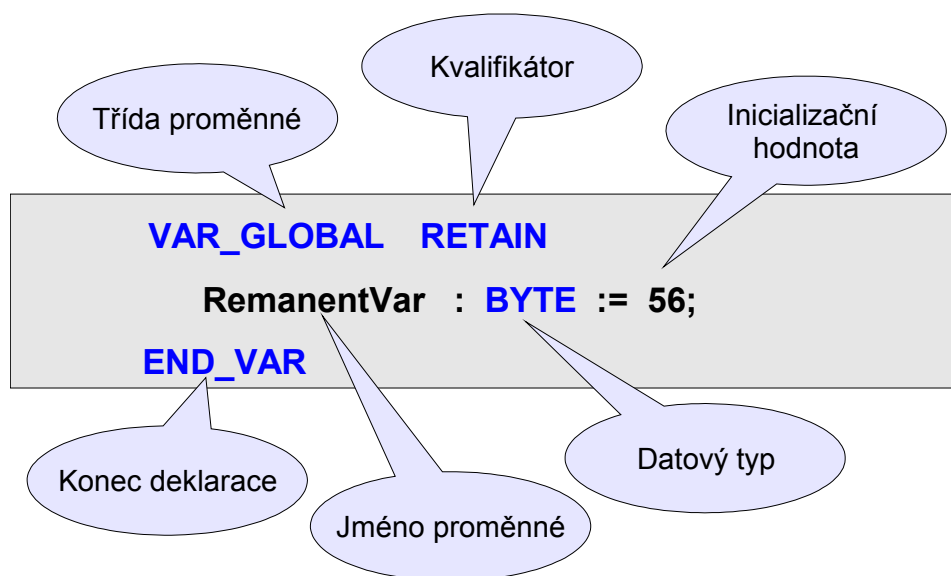 Kvalifikátor
Třída proměnné
Inicializační
hodnota
VAR_GLOBAL RETAIN
RemanentVar : BYTE := 56;
END_VAR
Datový typ
Konec deklarace
Jméno proměnné